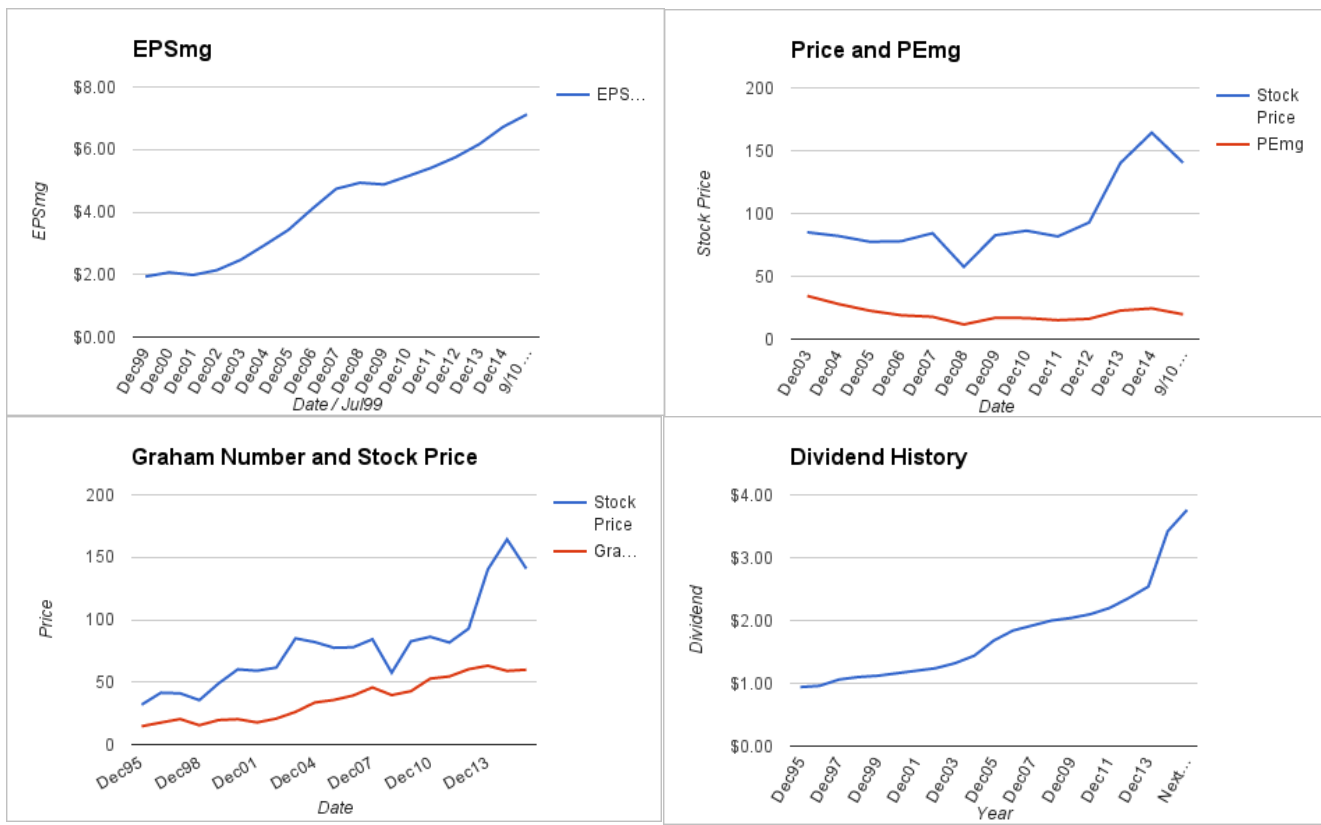 EPSmg
$8.00
$6.00
$4.00
$2.00
$0.00
EPSmg
EPS...
Dec99
Dec00
Dec01
Dec02
Dec03
Dec04
Dec05
Dec06
Dec07
Dec08
Dec09
Dec10
Dec11
Dec12
Dec13
Dec14
9/10...
Date / Jul99
Price and PEmg
200
150
100
50
0
Stock Price
Stock
Price
PEmg
Dec03
Dec04
Dec05
Dec06
Dec07
Dec08
Dec09
Dec10
Dec11
Dec12
Dec13
Dec14
9/10...
Date
Graham Number and Stock Price
200
150
100
50
0
Price
Stock
Price
Gra...
Dec95
Dec98
Dec01
Dec04
Dec07
Dec10
Dec13
Date
Dividend History
$4.00
$3.00
$2.00
$1.00
$0.00
Dividend
Dec95
Dec97
Dec99
Dec01
Dec03
Dec05
Dec07
Dec09
Dec11
Dec13
Next...
Year